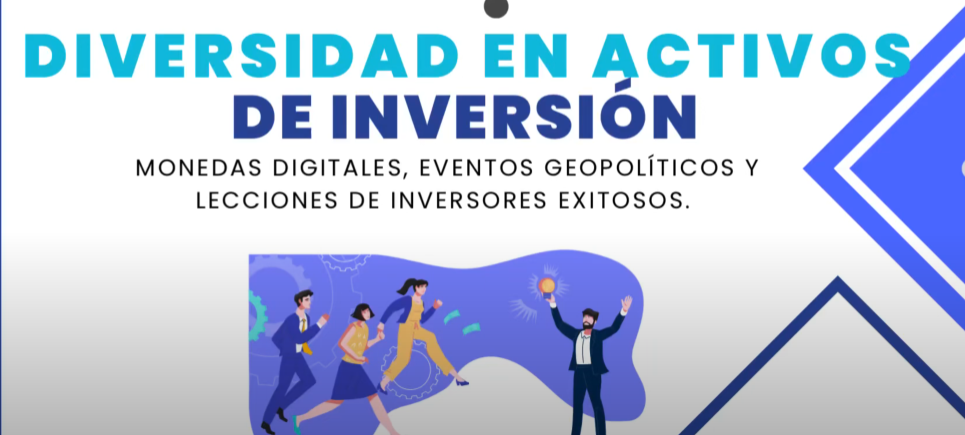 DIVERSIDAD EN ACTIVOS
DE INVERSIÓN
MONEDAS DIGITALES, EVENTOS GEOPOLÍTICOS Y
LECCIONES DE INVERSORES EXITOSOS.